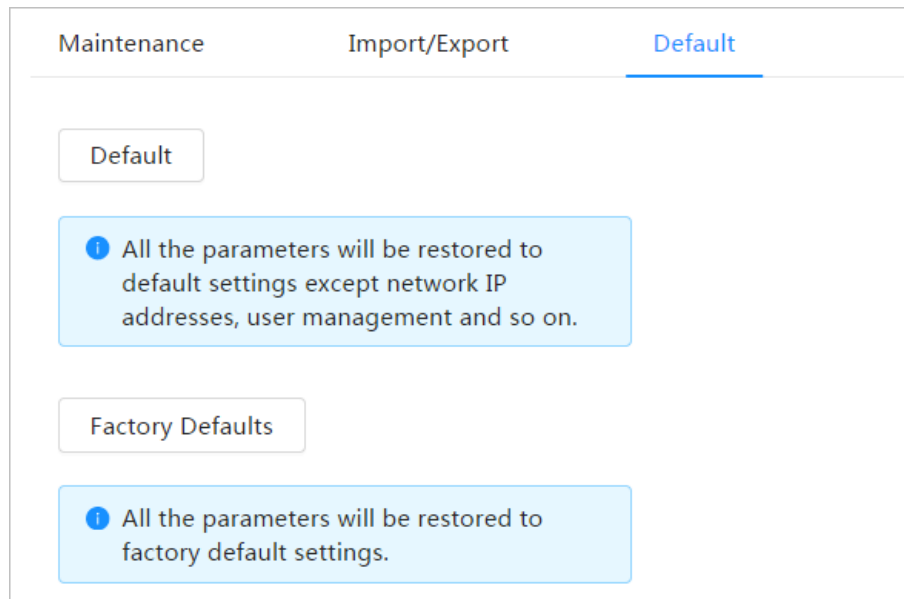 Maintenance Import/Export Default
Default
All the parameters will be restored to
default settings except network IP
addresses, user management and so on.
Factory Defaults
All the parameters will be restored to
factory default settings.